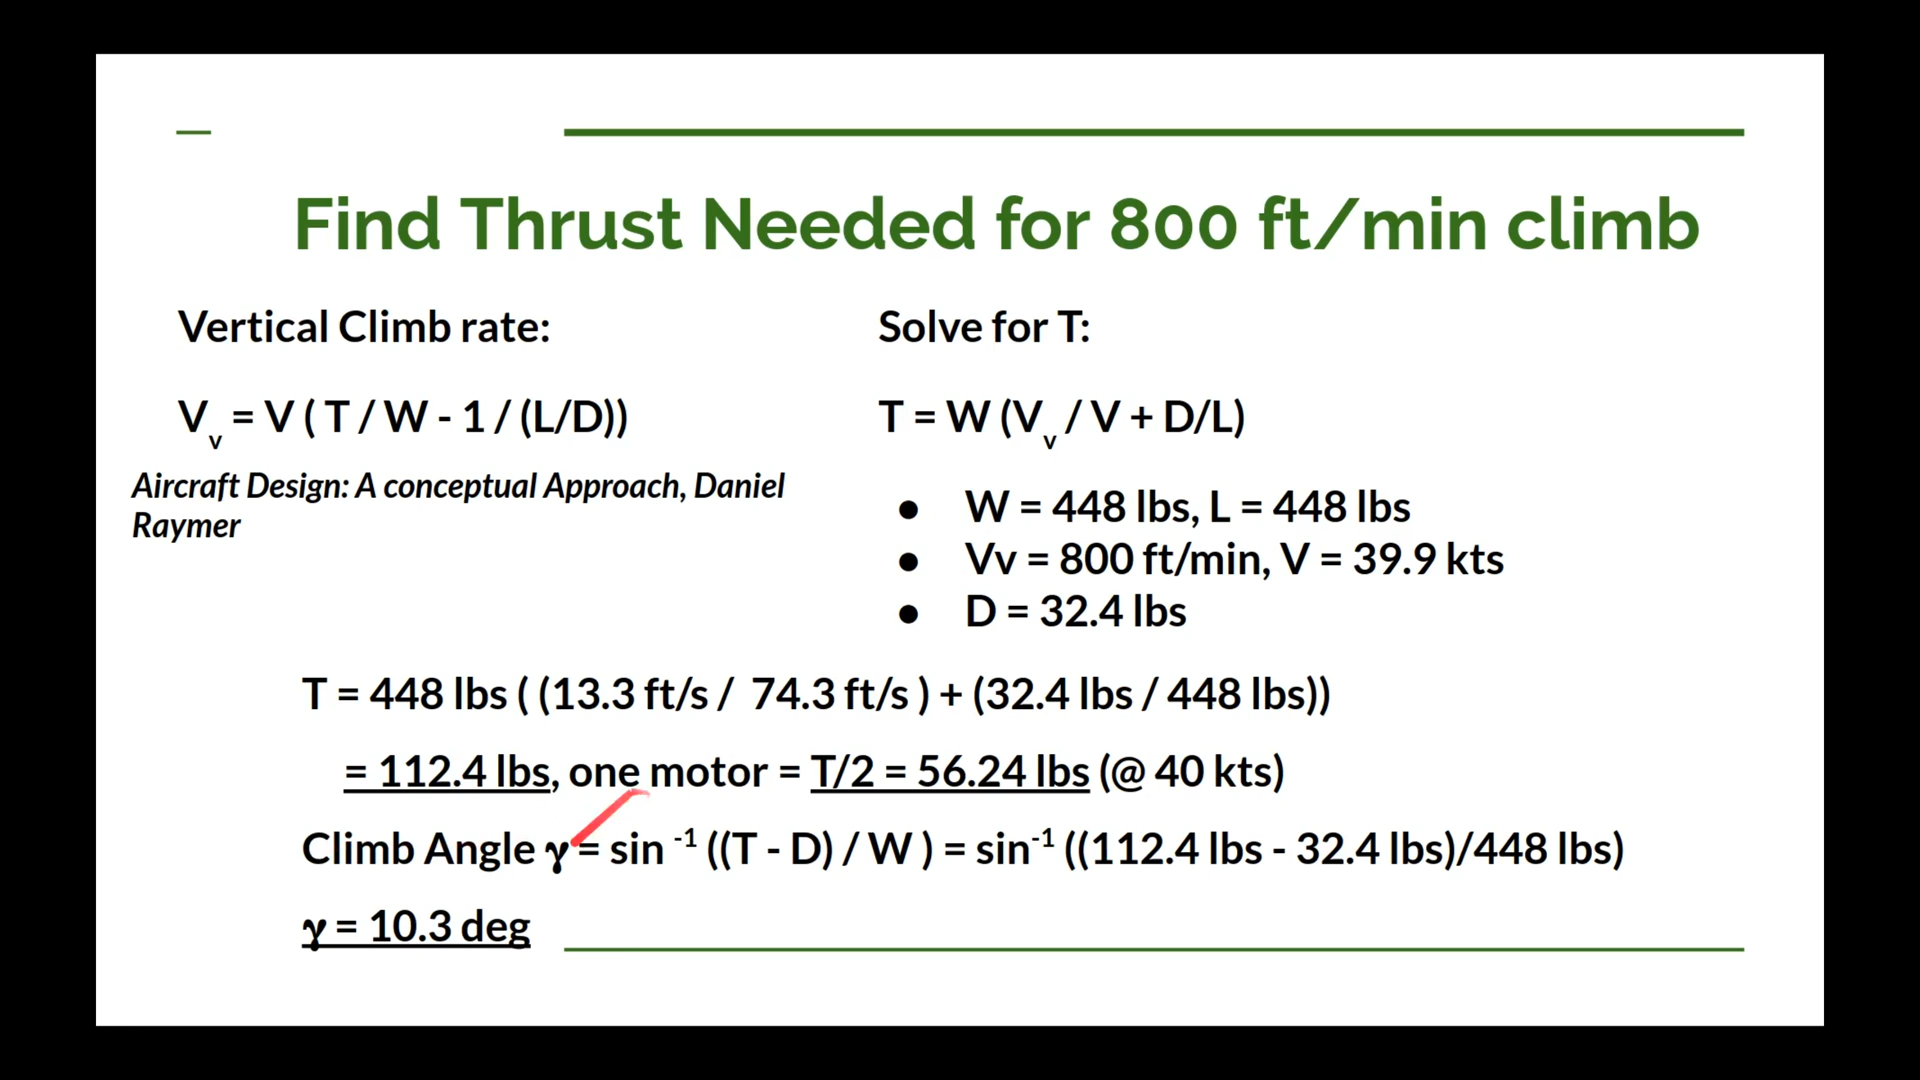 Find Thrust Needed for 800 ft/min climb
Vertical Climb rate:
Vv = V ( T / W - 1 / (L/D))
Aircraft Design: A conceptual Approach, Daniel
Raymer
Solve for T:
T = W (Vv / V + D/L)
● W = 448 lbs, L = 448 lbs
● Vv = 800 ft/min, V = 39.9 kts
● D = 32.4 lbs
T = 448 lbs ( (13.3 ft/s / 74.3 ft/s ) + (32.4 lbs / 448 lbs))
= 112.4 lbs, one motor = T/2 = 56.24 lbs (@ 40 kts)
Climb Angle γ = sin -1 ((T - D) / W ) = sin-1 ((112.4 lbs - 32.4 lbs)/448 lbs)
γ = 10.3 deg